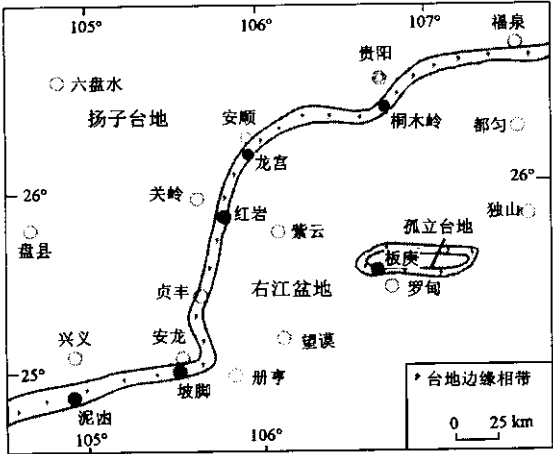 105° 106° 107° 福泉
贵阳
六盘水
扬子台地 安顺 桐木岭 都匀
龙宫
26° 关岭 26°
红岩 独山
盘县 紫云 孤立台地
板庚
贞丰 右江盆地 罗甸
兴义 安龙 望谟
25° 25°
坡脚 册亨 台地边缘相带
泥凼 0 25 km
105° 106°